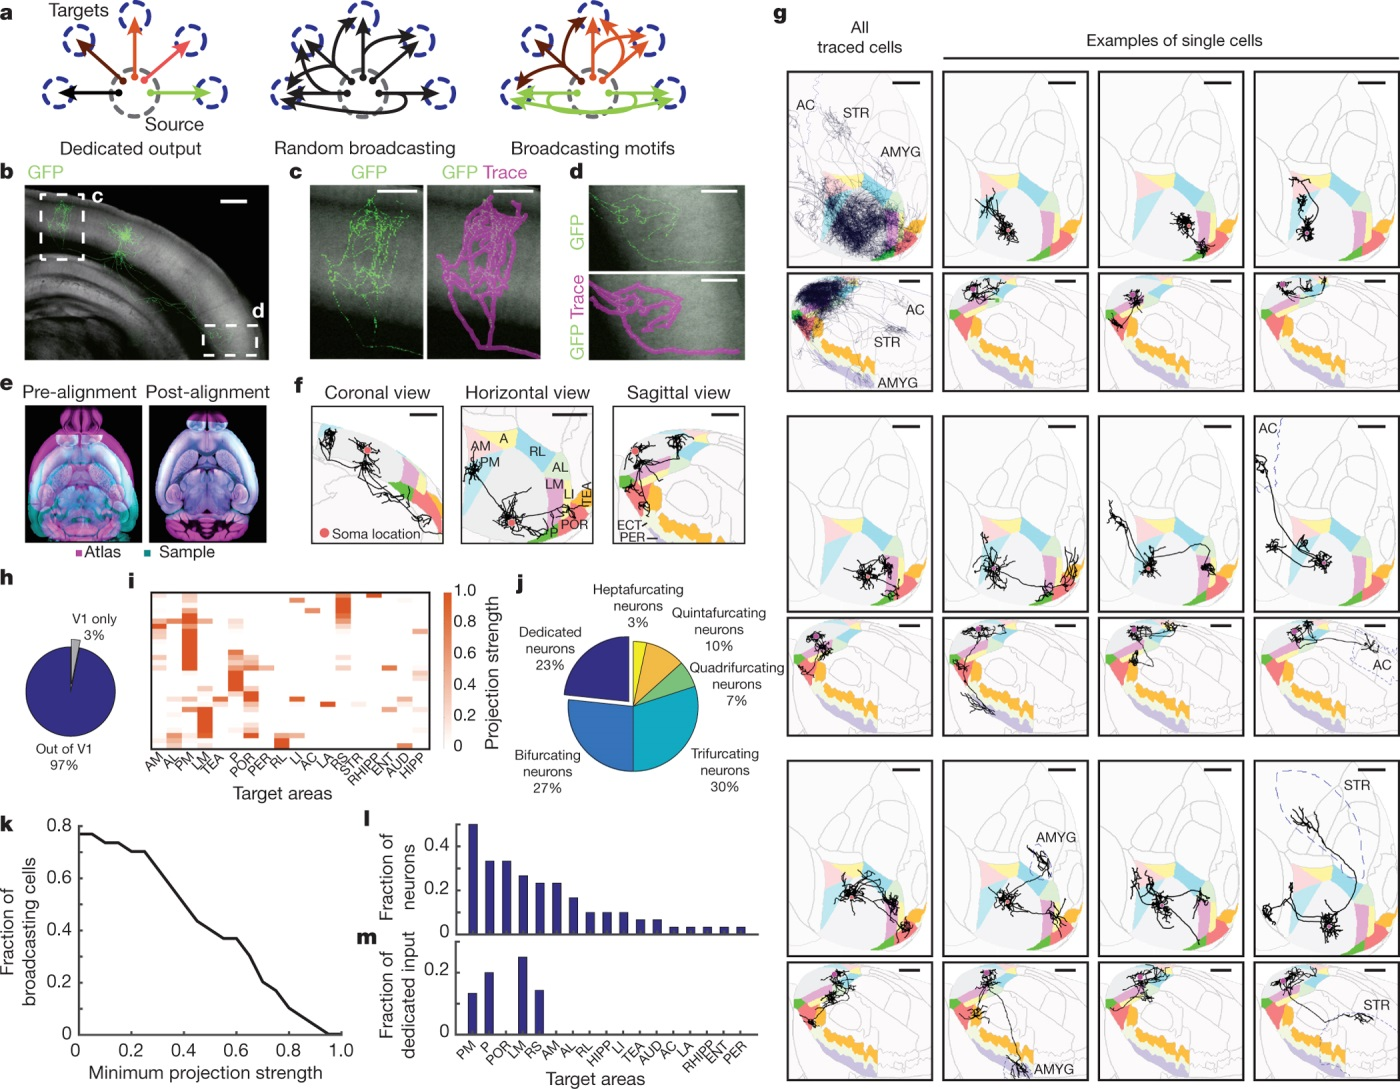 a
Targets
Source
Dedicated output
Random broadcasting
Broadcasting motifs
b
GFP
c
d
c
GFP
GFP Trace
d
GFP
GFP Trace
e
Pre-alignment
Post-alignment
Atlas
Sample
f
Coronal view
Horizontal view
Sagittal view
Soma location
A
AM
PM
RL
AL
LM
LI
TEA
POR
P
ECT
PER
g
All
traced cells
Examples of single cells
AC
STR
AMYG
AC
STR
AMYG
AC
AC
AMYG
STR
AMYG
STR
h
V1 only
3%
Out of V1
97%
i
AM
AL
PM
LM
TEA
P
POR
PER
RL
LI
AC
LA
RS
STR
RHIPP
ENT
AUD
HIPP
Target areas
1.0
0.8
0.6
0.4
0.2
0
Projection strength
j
Heptafurcating
neurons
3%
Quintafurcating
neurons
10%
Quadrifurcating
neurons
7%
Trifurcating
neurons
30%
Bifurcating
neurons
27%
Dedicated
neurons
23%
k
Fraction of
broadcasting cells
0.8
0.6
0.4
0.2
0
0
0.2
0.4
0.6
0.8
1.0
Minimum projection strength
l
Fraction of
neurons
0.4
0.2
0
m
Fraction of
dedicated input
0.2
0
PM
P
POR
LM
RS
AM
AL
RL
HIPP
LI
TEA
AUD
AC
LA
RHIPP
ENT
PER
Target areas